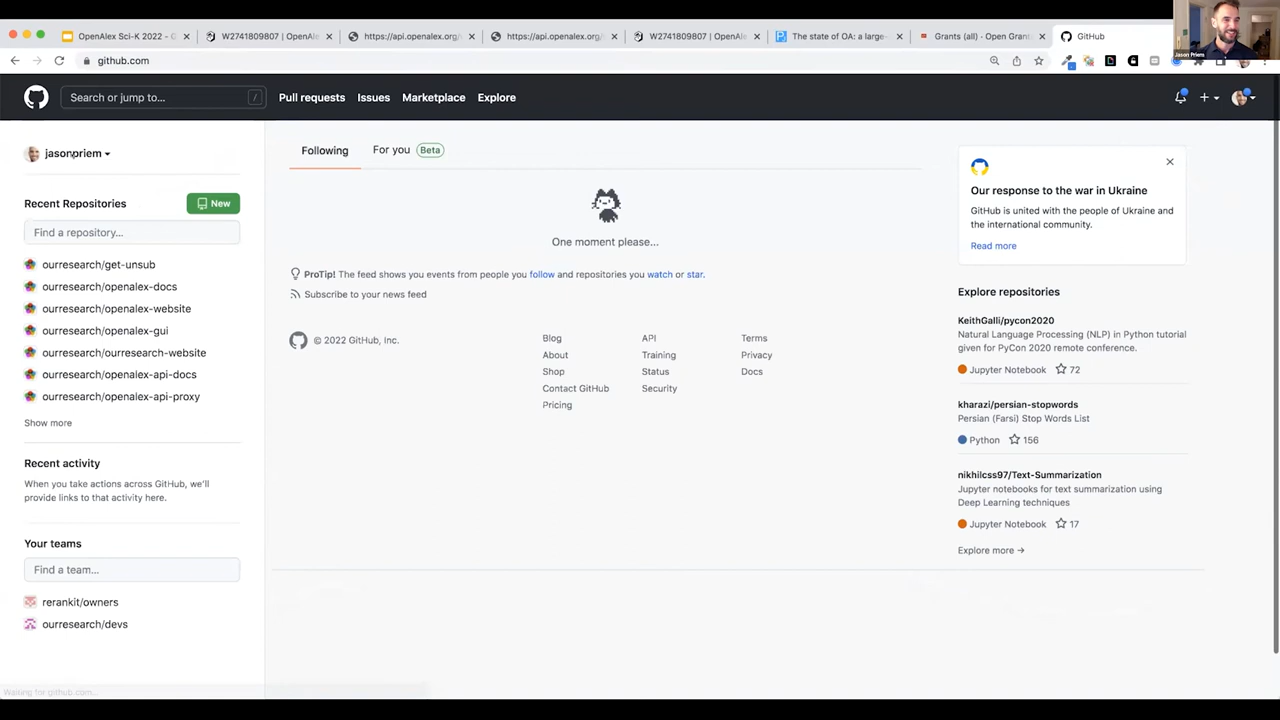 OpenAlex Sci-K 2022 - G
W2741809807 | OpenAle
https://api.openalex.org/
https://api.openalex.org/
W2741809807 | OpenAle
The state of OA: a large-
Grants (all) - Open Grant
GitHub
Jason Priem
github.com
Search or jump to...
/
Pull requests
Issues
Marketplace
Explore
jasonpriem
Recent Repositories
New
Find a repository...
ourresearch/get-unsub
ourresearch/openalex-docs
ourresearch/openalex-website
ourresearch/openalex-gui
ourresearch/ourresearch-website
ourresearch/openalex-api-docs
ourresearch/openalex-api-proxy
Show more
Recent activity
When you take actions across GitHub, we'll
provide links to that activity here.
Your teams
Find a team...
rerankit/owners
ourresearch/devs
Waiting for github.com...
Following
For you Beta
One moment please...
ProTip! The feed shows you events from people you follow and repositories you watch or star.
Subscribe to your news feed
© 2022 GitHub, Inc.
Blog
About
Shop
Contact GitHub
Pricing
API
Training
Status
Security
Terms
Privacy
Docs
Our response to the war in Ukraine
GitHub is united with the people of Ukraine and
the international community.
Read more
Explore repositories
KeithGalli/pycon2020
Natural Language Processing (NLP) in Python tutorial
given for PyCon 2020 remote conference.
Jupyter Notebook 72
kharazi/persian-stopwords
Persian (Farsi) Stop Words List
Python 156
nikhilcss97/Text-Summarization
Jupyter notebooks for text summarization using
Deep Learning techniques
Jupyter Notebook 17
Explore more →